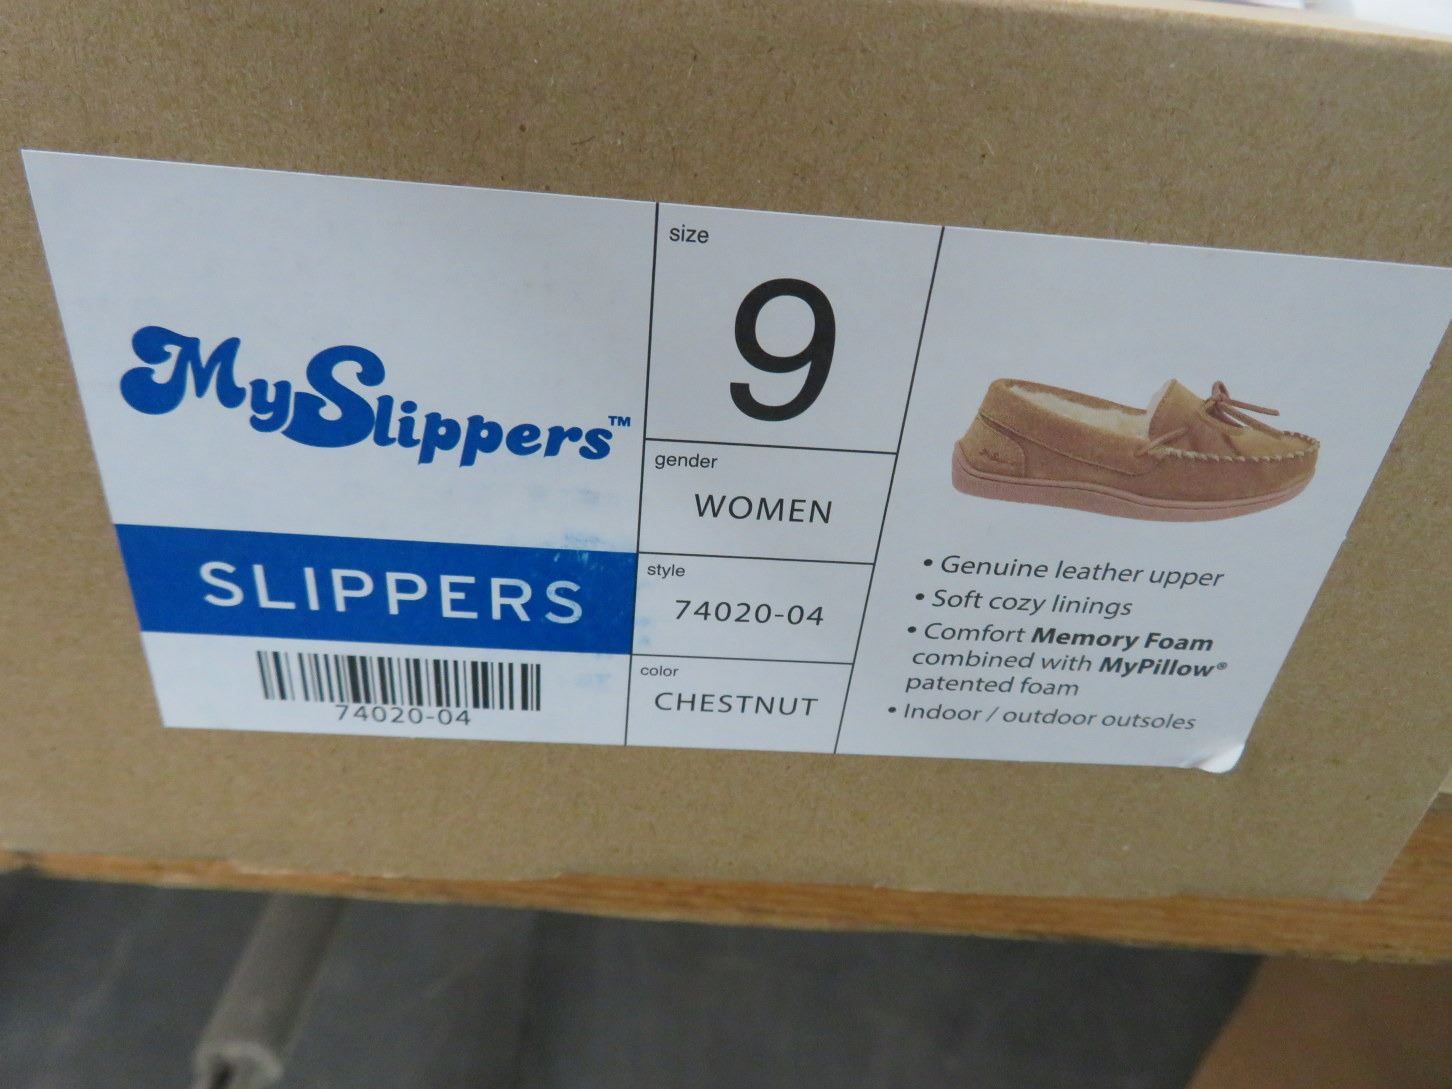 MySlippers™
SLIPPERS
74020-04
size
9
gender
WOMEN
style
74020-04
color
CHESTNUT
• Genuine leather upper
• Soft cozy linings
• Comfort Memory Foam
combined with MyPillow®
patented foam
• Indoor / outdoor outsoles